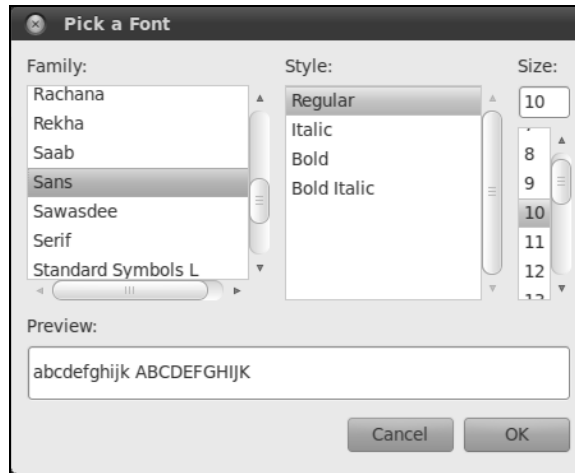 Pick a Font
Family:
Style:
Size:
Rachana
Rekha
Saab
Sans
Sawasdee
Serif
Standard Symbols L
Regular
Italic
Bold
Bold Italic
10
8
9
10
11
12
Preview:
abcdefghijk ABCDEFGHIJK
Cancel
OK